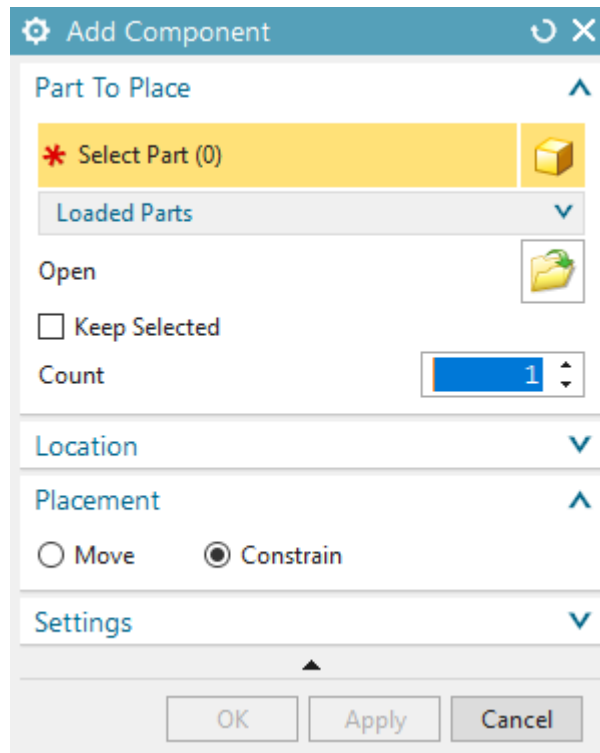 Add Component
Part To Place
* Select Part (0)
Loaded Parts
Open
Keep Selected
Count 1
Location
Placement
Move Constrain
Settings
OK Apply Cancel